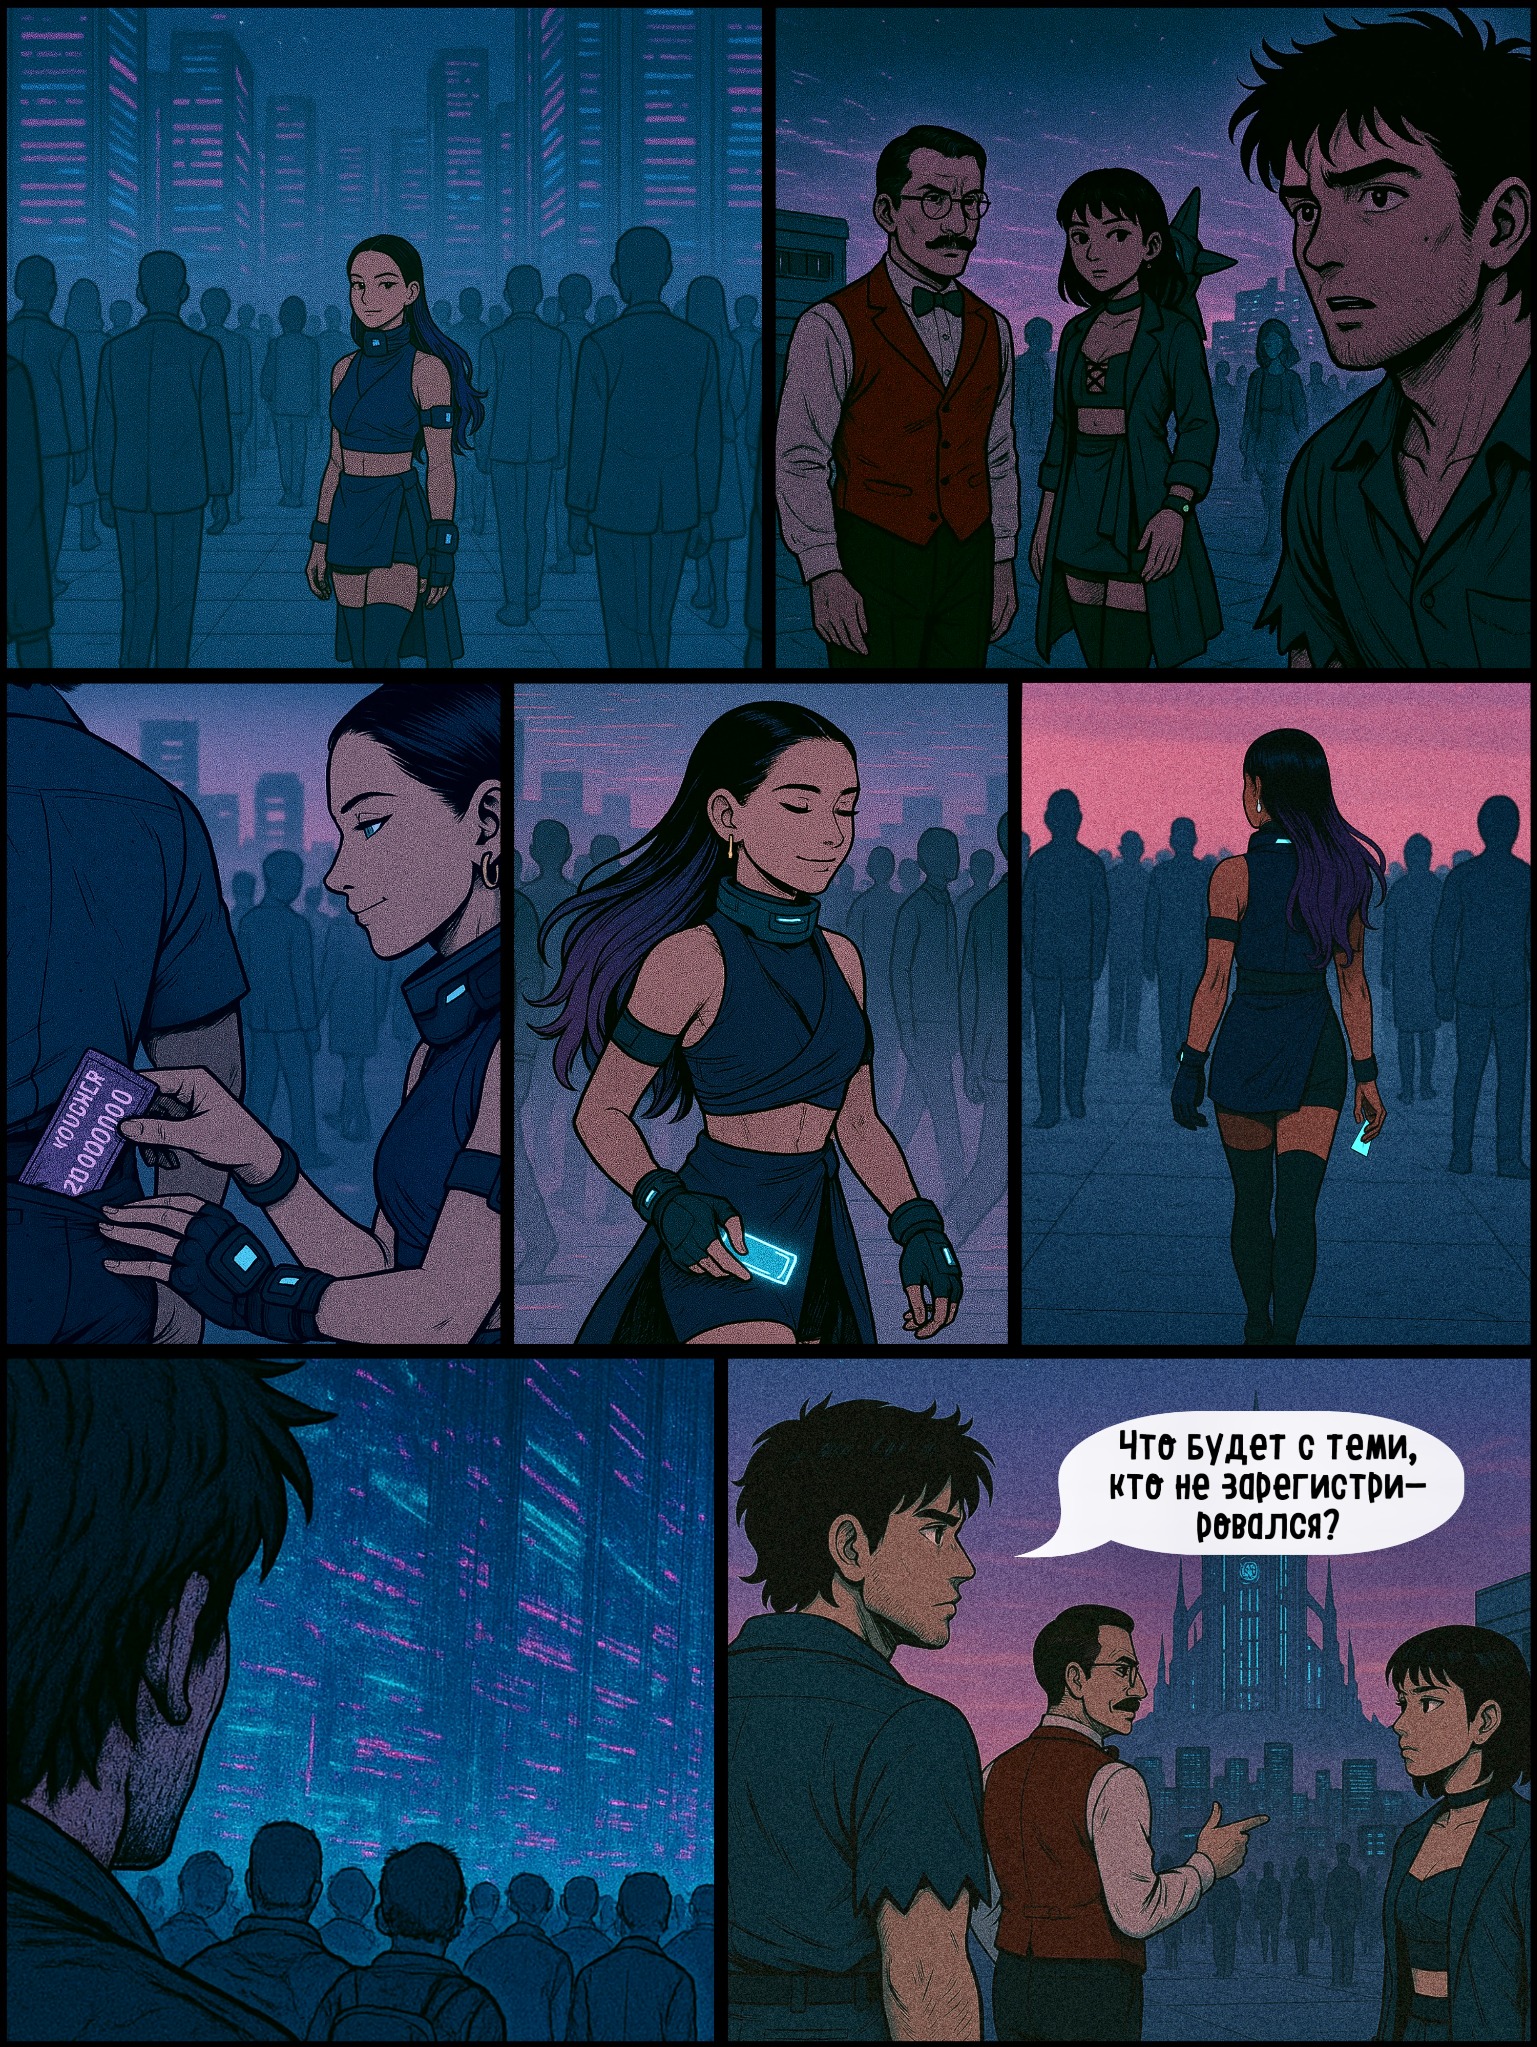 VOUCHER
20000000
Что будет с теми,
кто не зарегистри–
ровался?